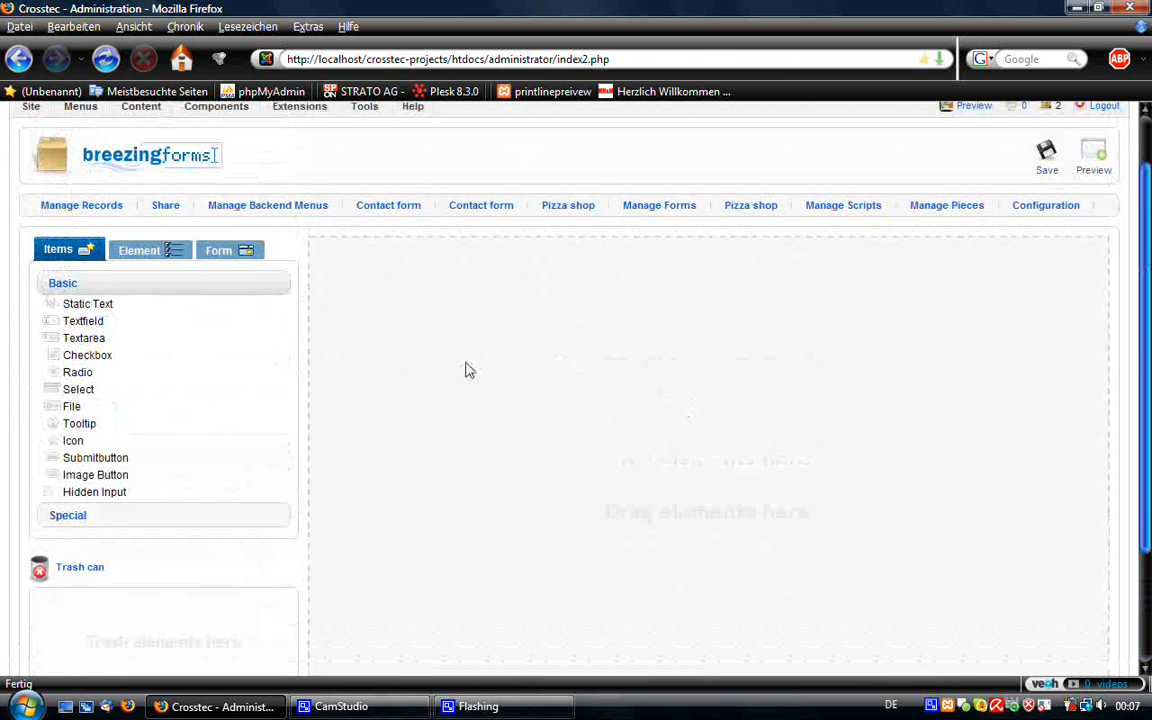 Crosstec - Administration - Mozilla Firefox
Datei Bearbeiten Ansicht Chronik Lesezeichen Extras Hilfe
http://localhost/crosstec-projects/htdocs/administrator/index2.php
Google
ABP
(Unbenannt) Meistbesuchte Seiten phpMyAdmin STRATO AG - Plesk 8.3.0 printlinepreivew Herzlich Willkommen ...
Site Menus Content Components Extensions Tools Help Preview 0 2 Logout
breezingforms
Save Preview
Manage Records Share Manage Backend Menus Contact form Contact form Pizza shop Manage Forms Pizza shop Manage Scripts Manage Pieces Configuration
Items Element Form
Basic
Static Text
Textfield
Textarea
Checkbox
Radio
Select
File
Tooltip
Icon
Submitbutton
Image Button
Hidden Input
Special
Drag elements here
Trash can
Trash elements here
Fertig
veoh 0 videos
Crosstec - Administ... CamStudio Flashing DE 00:07